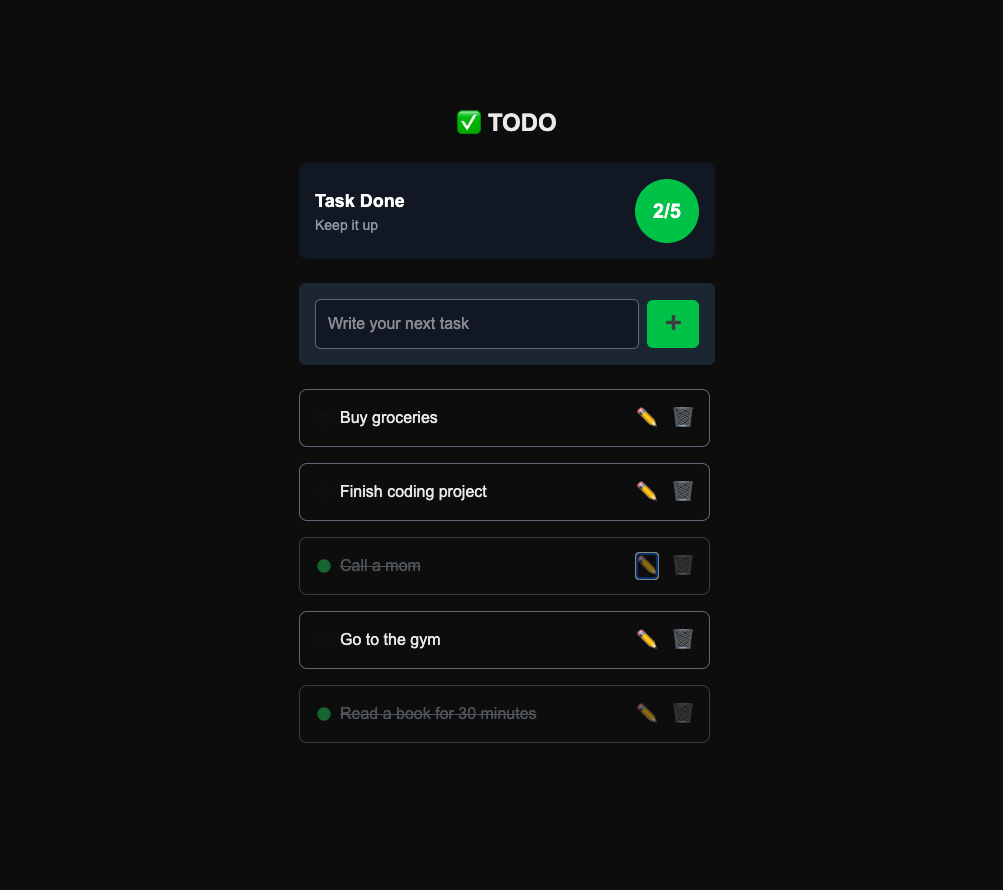 ✅ TODO
Task Done
Keep it up
2/5
Write your next task
+
Buy groceries
Finish coding project
Call a mom
Go to the gym
Read a book for 30 minutes